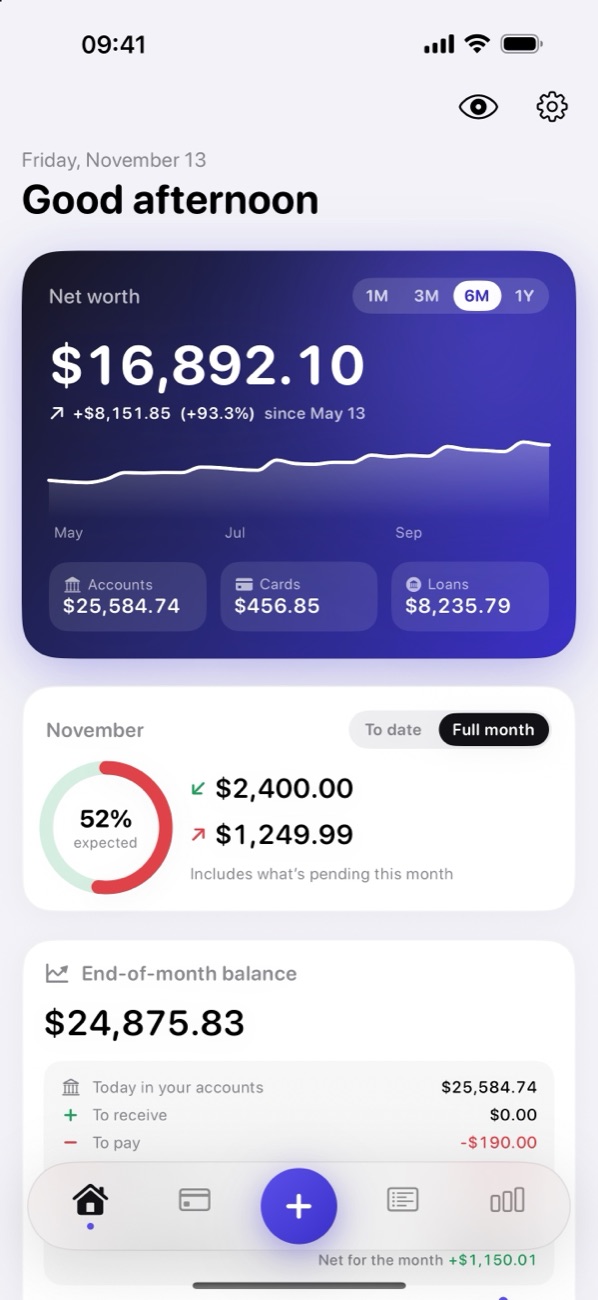 09:41
Friday, November 13
Good afternoon
Net worth
1M 3M 6M 1Y
$16,892.10
+$8,151.85 (+93.3%) since May 13
May Jul Sep
Accounts
$25,584.74
Cards
$456.85
Loans
$8,235.79
November
To date Full month
52%
expected
$2,400.00
$1,249.99
Includes what's pending this month
End-of-month balance
$24,875.83
Today in your accounts $25,584.74
+ To receive $0.00
− To pay -$190.00
Net for the month +$1,150.01